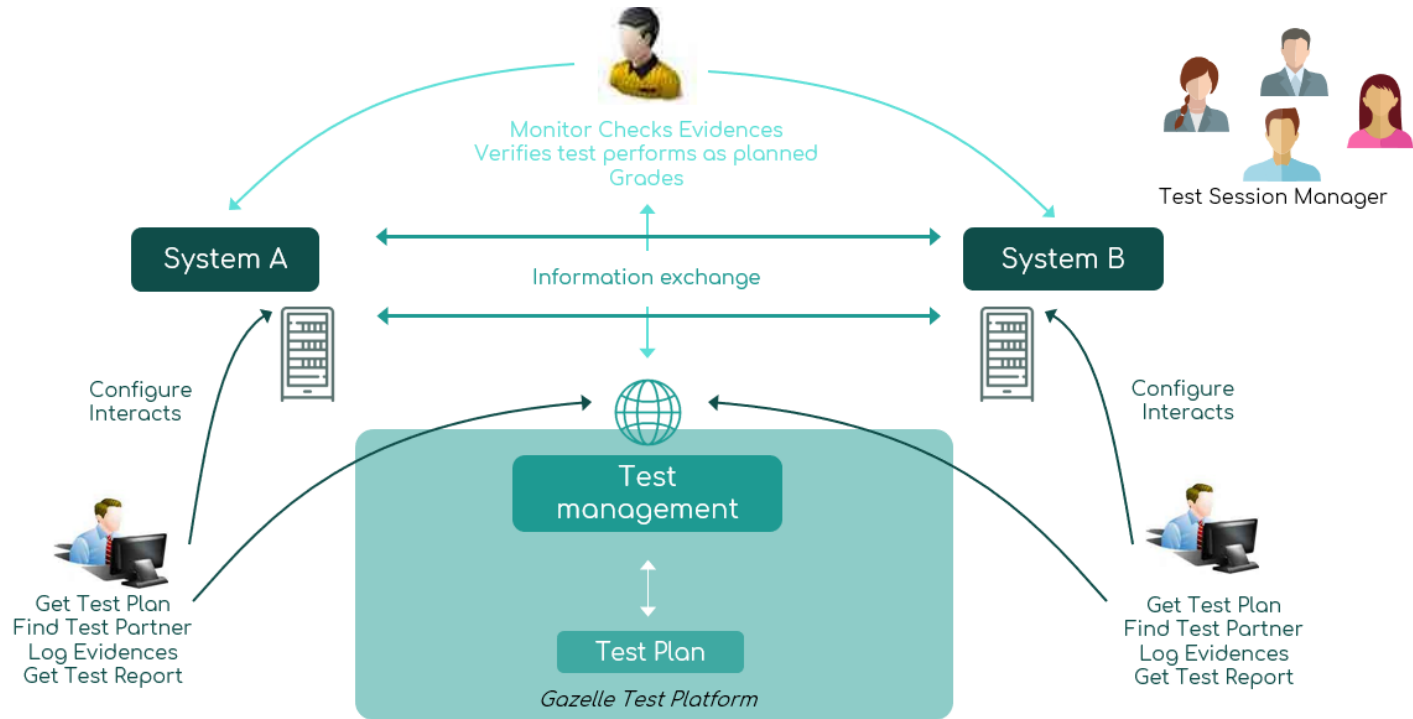 Monitor Checks Evidences
Verifies test performs as planned
Grades
Test Session Manager
System A
System B
Information exchange
Configure
Interacts
Configure
Interacts
Test
management
Get Test Plan
Find Test Partner
Log Evidences
Get Test Report
Get Test Plan
Find Test Partner
Log Evidences
Get Test Report
Test Plan
Gazelle Test Platform